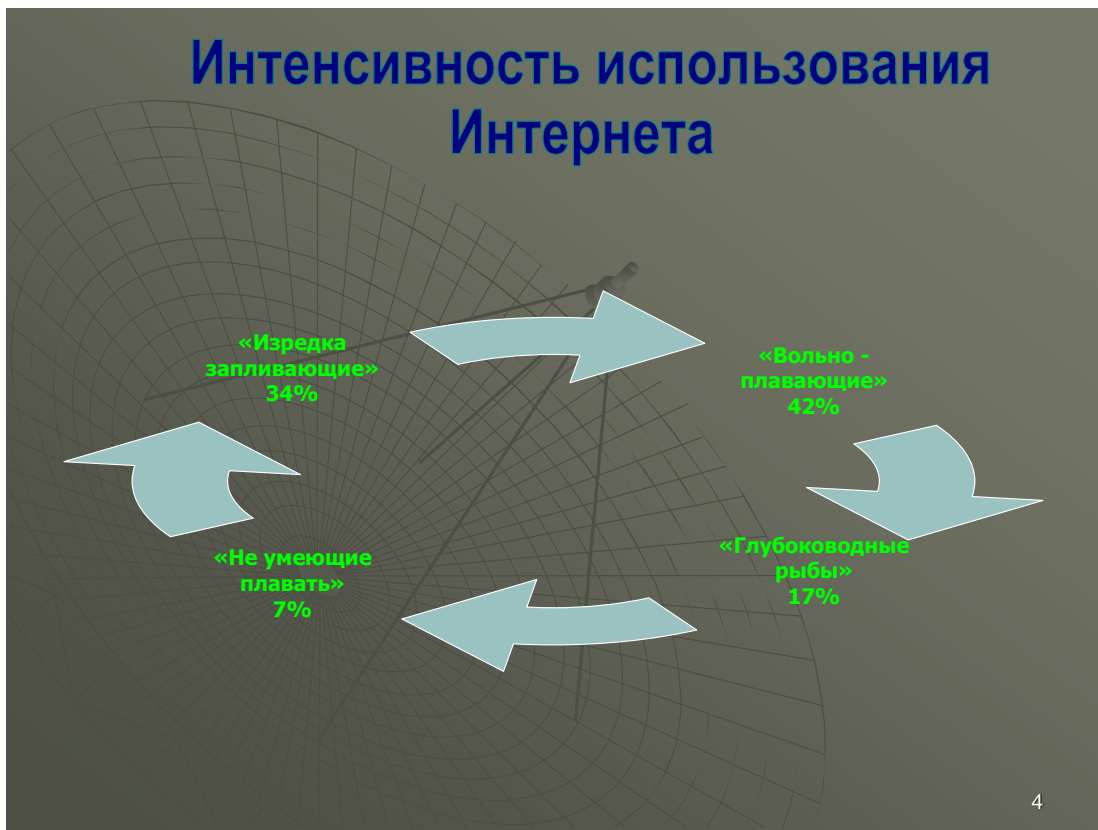 Интенсивность использования
Интернета
«Изредка
запливающие»
34%
«Вольно -
плавающие»
42%
«Не умеющие
плавать»
7%
«Глубоководные
рыбы»
17%
4